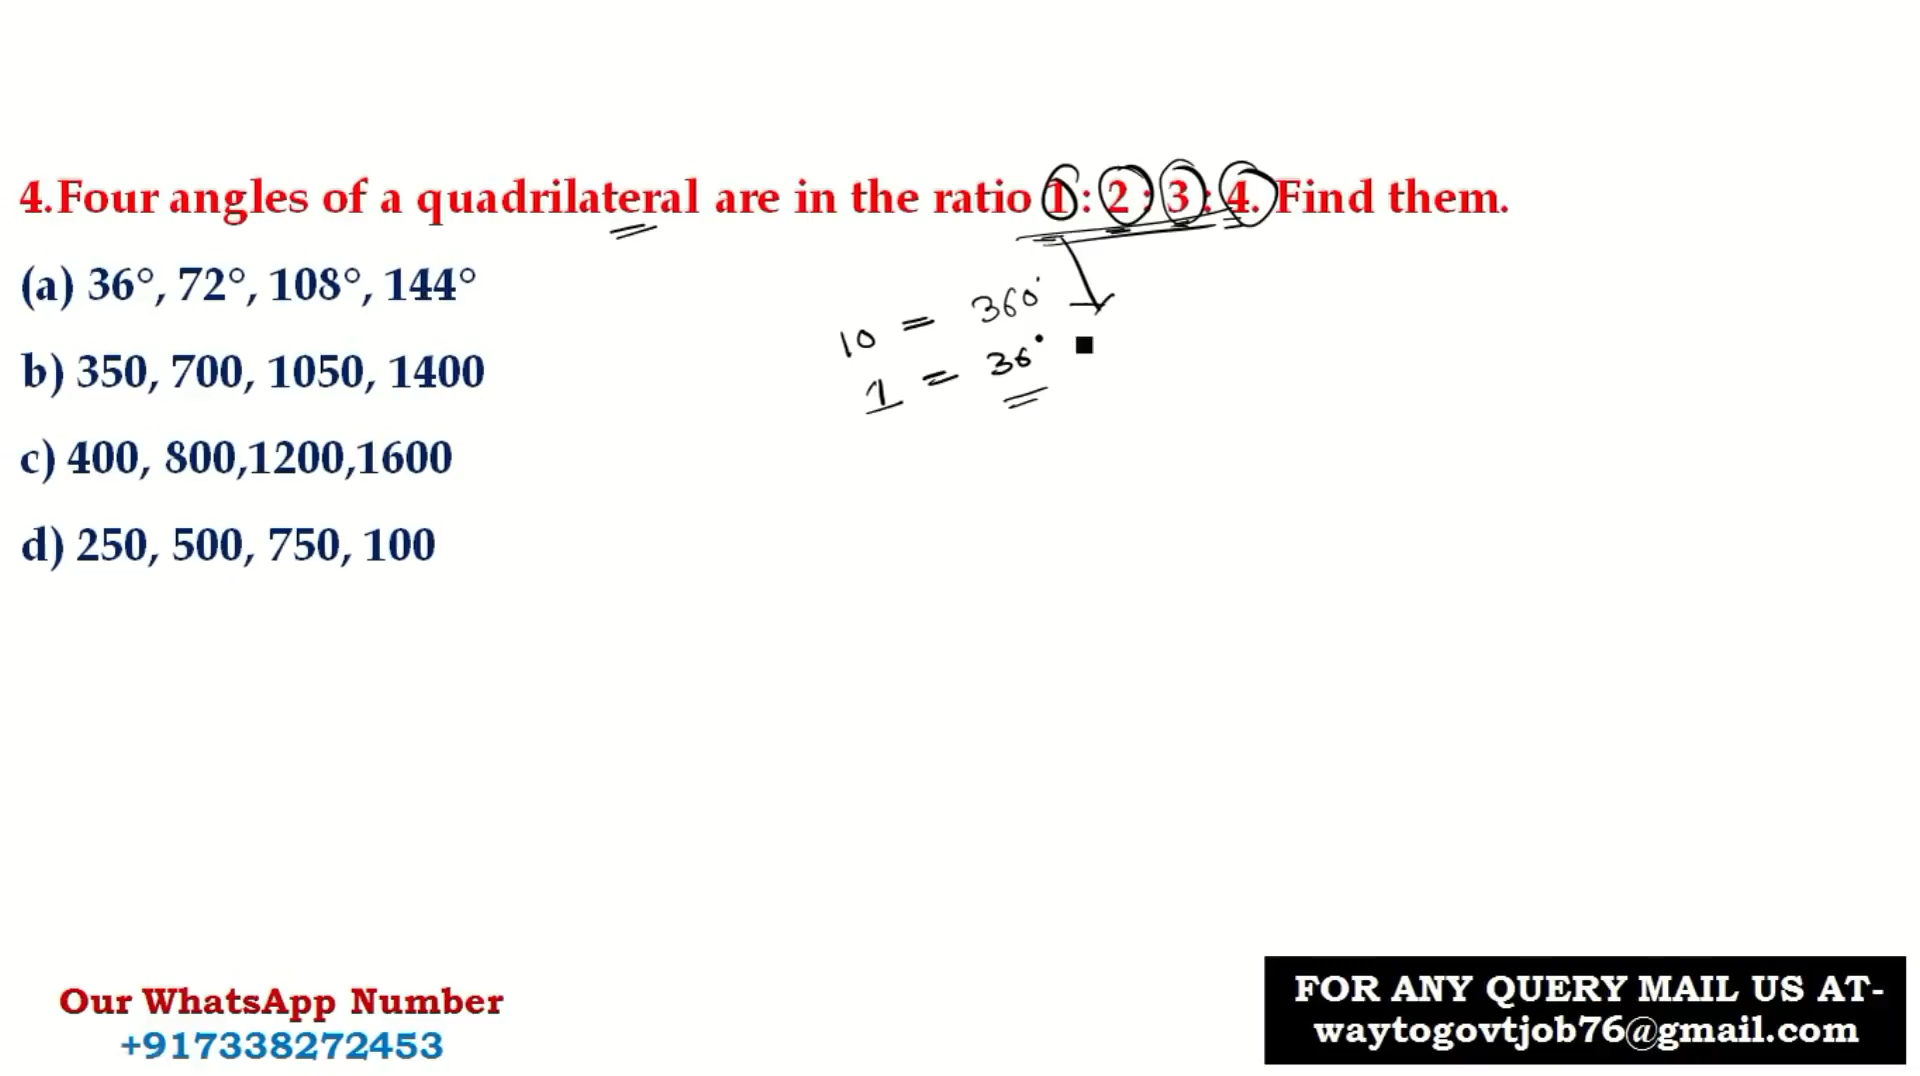 4.Four angles of a quadrilateral are in the ratio 1 : 2 : 3 : 4. Find them.
(a) 36°, 72°, 108°, 144°
10 = 360°
b) 350, 700, 1050, 1400
1 = 36°
c) 400, 800,1200,1600
d) 250, 500, 750, 100
Our WhatsApp Number
+917338272453
FOR ANY QUERY MAIL US AT-
waytogovtjob76@gmail.com